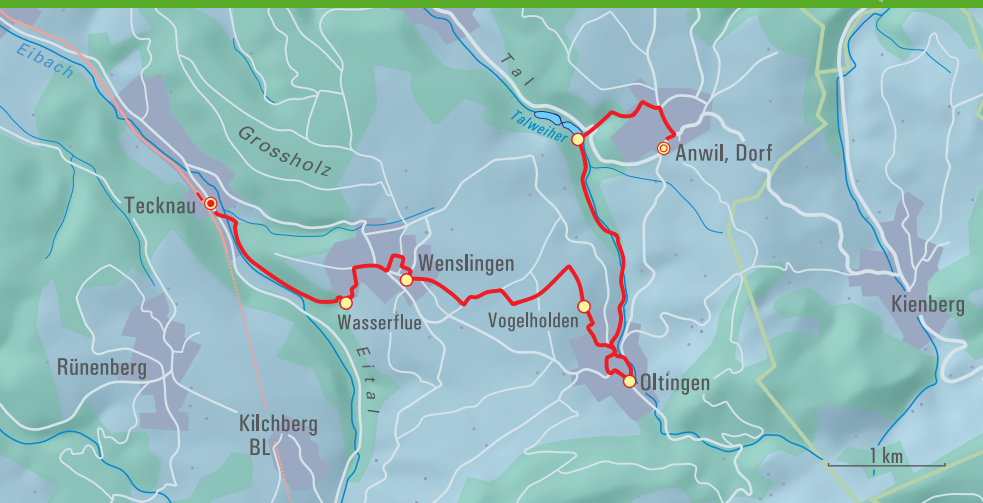 Eibach
Tal
Talweiher
Grossholz
Anwil, Dorf
Tecknau
Wenslingen
Kienberg
Wasserflue
Vogelholden
Eital
Rünenberg
Oltingen
Kilchberg
BL
1 km